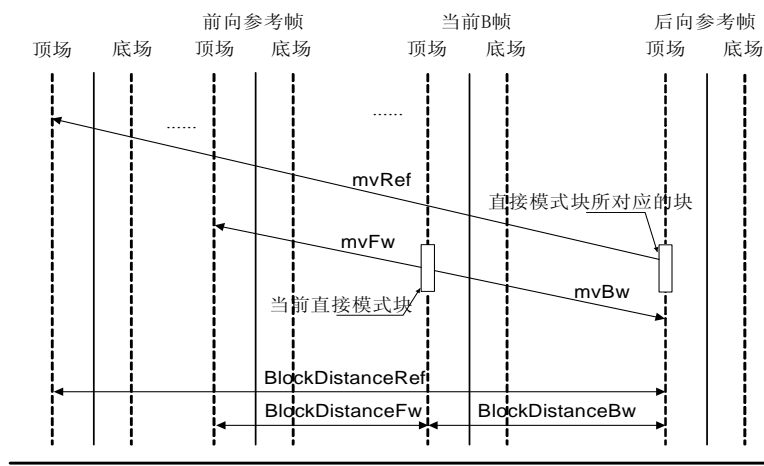 前向参考帧 当前B帧 后向参考帧
顶场 底场 顶场 底场 顶场 底场 顶场 底场
...... ......
mvRef
直接模式块所对应的块
mvFw
mvBw
当前直接模式块
BlockDistanceRef
BlockDistanceFw BlockDistanceBw